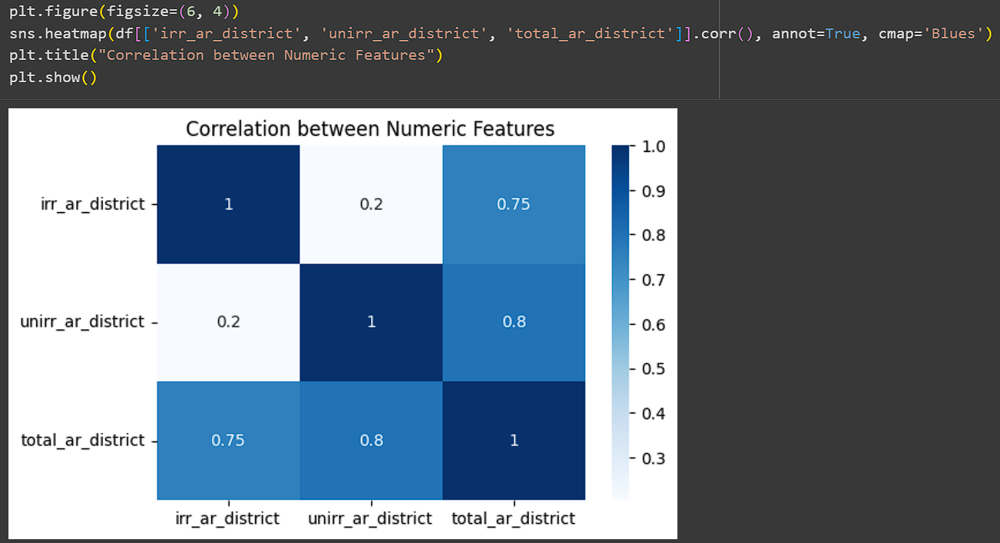 plt.figure(figsize=(6, 4))
sns.heatmap(df[['irr_ar_district', 'unirr_ar_district', 'total_ar_district']].corr(), annot=True, cmap='Blues')
plt.title("Correlation between Numeric Features")
plt.show()
Correlation between Numeric Features
irr_ar_district
1
0.2
0.75
unirr_ar_district
0.2
1
0.8
total_ar_district
0.75
0.8
1
irr_ar_district
unirr_ar_district
total_ar_district
1.0
0.9
0.8
0.7
0.6
0.5
0.4
0.3